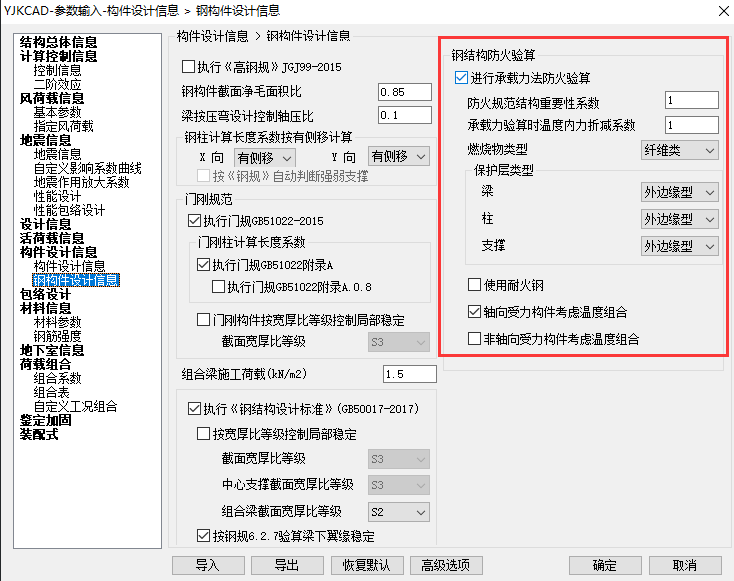 YJKCAD-参数输入-构件设计信息 > 钢构件设计信息
结构总体信息
计算控制信息
控制信息
二阶效应
风荷载信息
基本参数
指定风荷载
地震信息
地震信息
自定义影响系数曲线
地震作用放大系数
性能设计
性能包络设计
设计信息
活荷载信息
构件设计信息
构件设计信息
钢构件设计信息
包络设计
材料信息
材料参数
钢筋强度
地下室信息
荷载组合
组合系数
组合表
自定义工况组合
鉴定加固
装配式
构件设计信息 > 钢构件设计信息
执行《高钢规》JGJ99-2015
钢构件截面净毛面积比 0.85
梁按压弯设计控制轴压比 0.1
钢柱计算长度系数按有侧移计算
X 向 有侧移 Y 向 有侧移
按《钢规》自动判断强弱支撑
门刚规范
执行门规GB51022-2015
门刚柱计算长度系数
执行门规GB51022附录A
执行门规GB51022附录A.0.8
门刚构件按宽厚比等级控制局部稳定
截面宽厚比等级 S3
组合梁施工荷载(kN/m2) 1.5
执行《钢结构设计标准》(GB50017-2017)
按宽厚比等级控制局部稳定
截面宽厚比等级 S3
中心支撑截面宽厚比等级 S3
组合梁截面宽厚比等级 S2
按钢规6.2.7验算梁下翼缘稳定
钢结构防火验算
进行承载力法防火验算
防火规范结构重要性系数 1
承载力验算时温度内力折减系数 1
燃烧物类型 纤维类
保护层类型
梁 外边缘型
柱 外边缘型
支撑 外边缘型
使用耐火钢
轴向受力构件考虑温度组合
非轴向受力构件考虑温度组合
导入 导出 恢复默认 高级选项 确定 取消